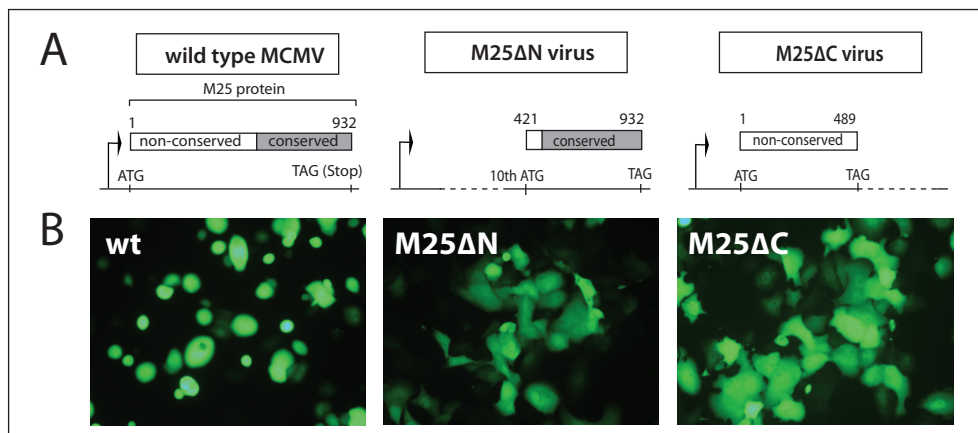 A
wild type MCMV
M25ΔN virus
M25ΔC virus
M25 protein
1 932
421 932
1 489
non-conserved conserved
conserved
non-conserved
ATG TAG (Stop)
10th ATG TAG
ATG TAG
B
wt
M25ΔN
M25ΔC